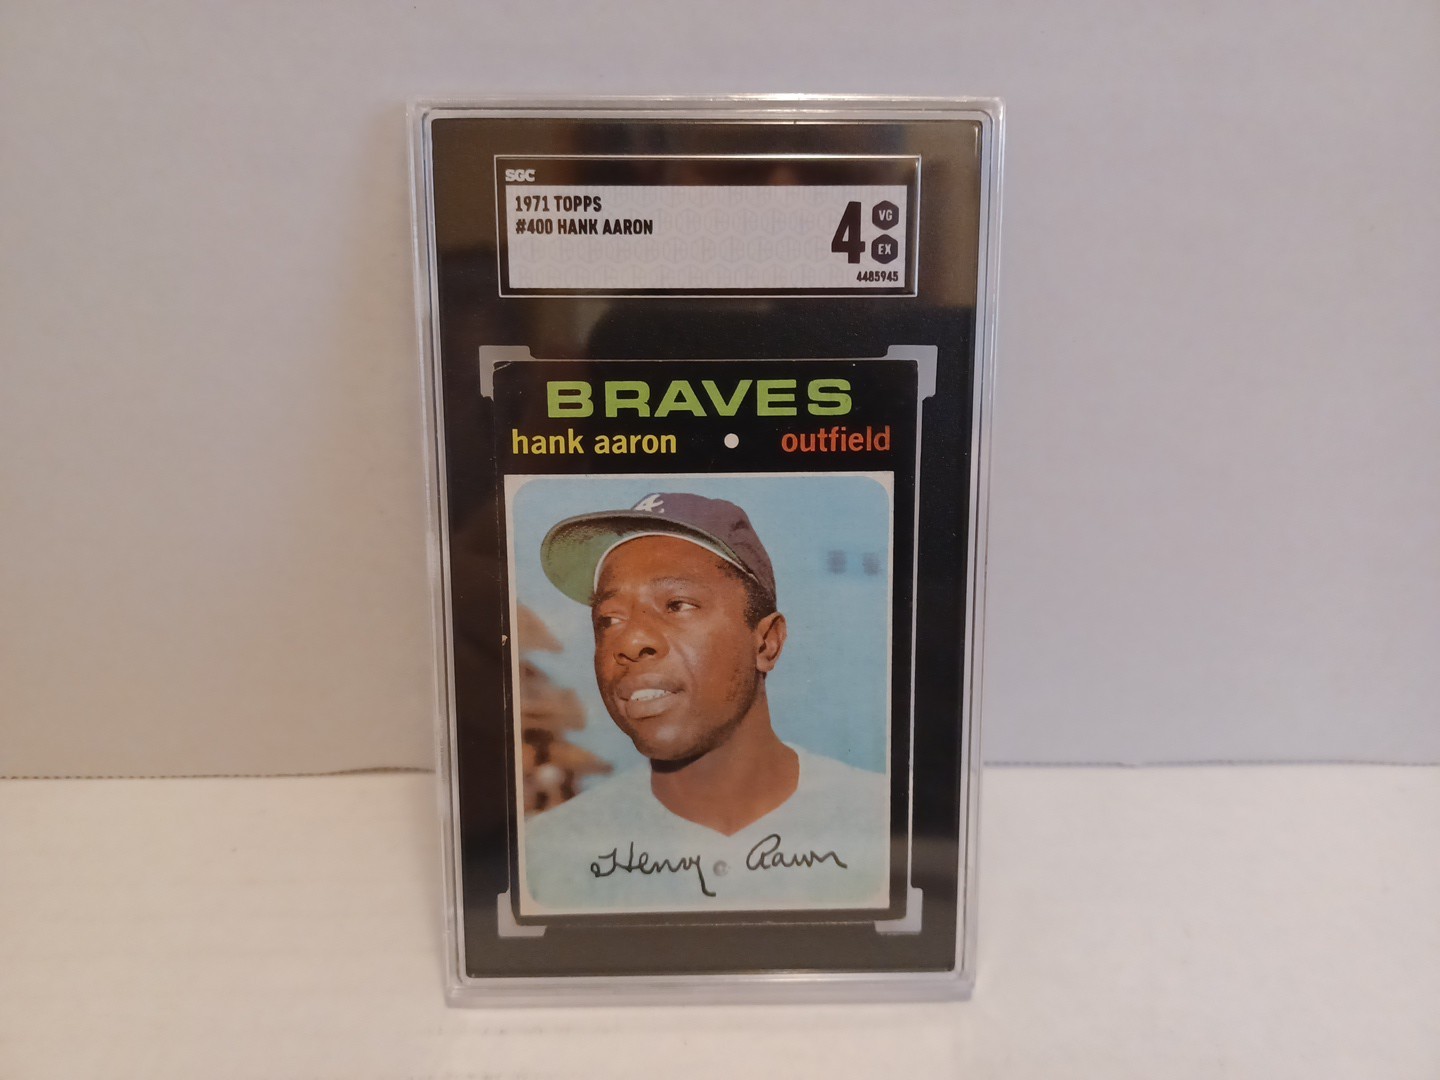 SGC
1971 TOPPS
#400 HANK AARON
4 VG
EX
4485945
BRAVES
hank aaron • outfield
A
Henry Aaron